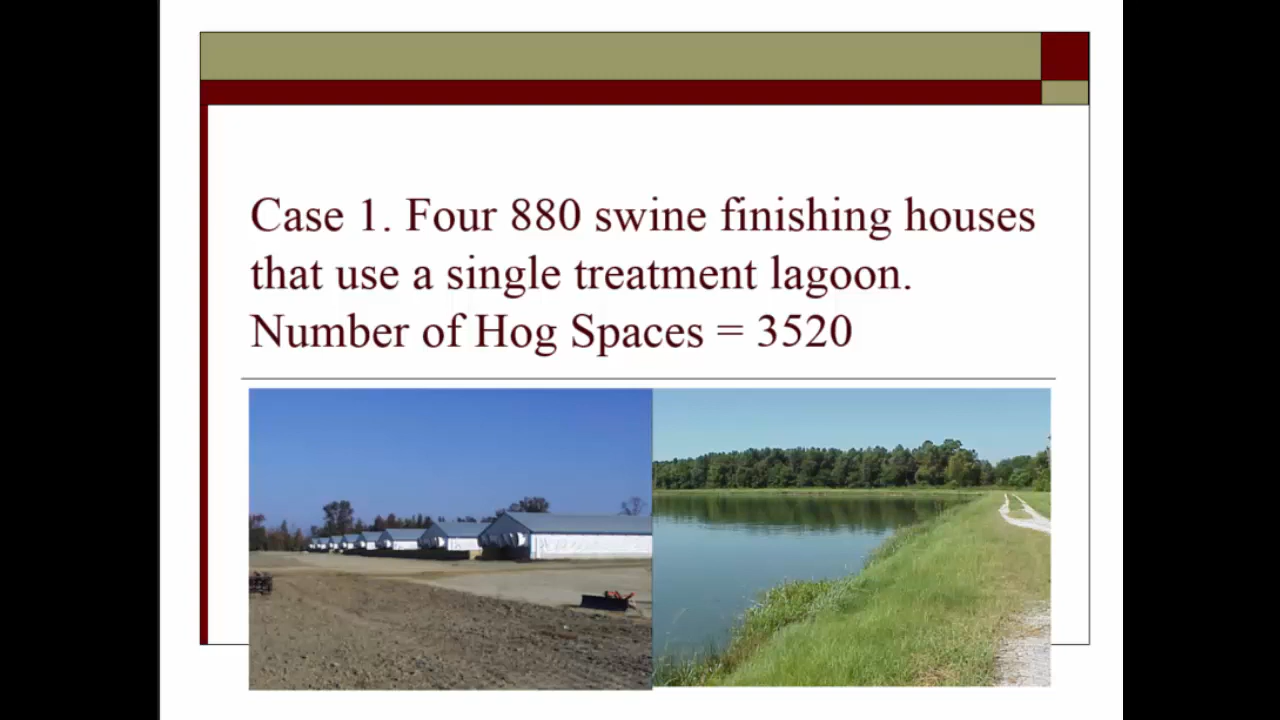 Case 1. Four 880 swine finishing houses
that use a single treatment lagoon.
Number of Hog Spaces = 3520